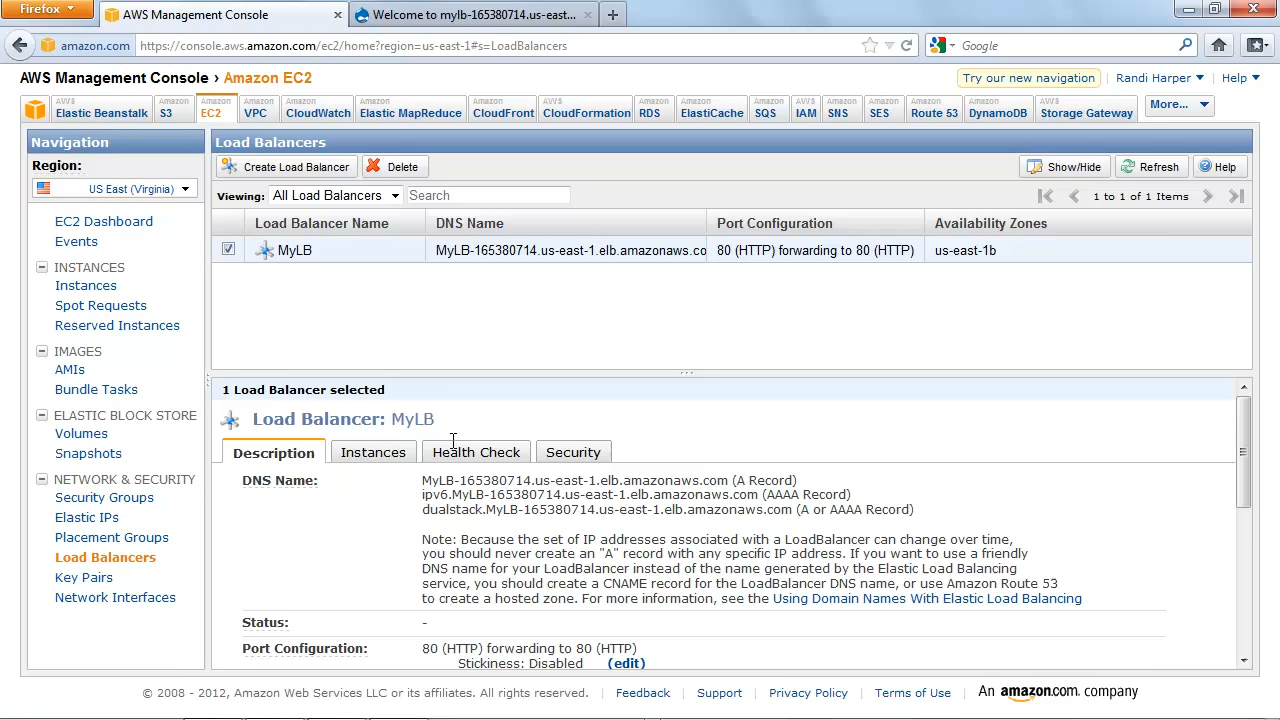 Firefox
AWS Management Console
Welcome to mylb-165380714.us-east...
amazon.com
https://console.aws.amazon.com/ec2/home?region=us-east-1#s=LoadBalancers
Google
AWS Management Console › Amazon EC2
Try our new navigation
Randi Harper
Help
AWS Elastic Beanstalk
Amazon S3
Amazon EC2
Amazon VPC
Amazon CloudWatch
Amazon Elastic MapReduce
Amazon CloudFront
AWS CloudFormation
Amazon RDS
Amazon ElastiCache
Amazon SQS
AWS IAM
Amazon SNS
Amazon SES
Amazon Route 53
Amazon DynamoDB
AWS Storage Gateway
More...
Navigation
Region:
US East (Virginia)
EC2 Dashboard
Events
INSTANCES
Instances
Spot Requests
Reserved Instances
IMAGES
AMIs
Bundle Tasks
ELASTIC BLOCK STORE
Volumes
Snapshots
NETWORK & SECURITY
Security Groups
Elastic IPs
Placement Groups
Load Balancers
Key Pairs
Network Interfaces
Load Balancers
Create Load Balancer
Delete
Show/Hide
Refresh
Help
Viewing: All Load Balancers
Search
1 to 1 of 1 Items
Load Balancer Name DNS Name Port Configuration Availability Zones
MyLB MyLB-165380714.us-east-1.elb.amazonaws.co 80 (HTTP) forwarding to 80 (HTTP) us-east-1b
1 Load Balancer selected
Load Balancer: MyLB
Description Instances Health Check Security
DNS Name: MyLB-165380714.us-east-1.elb.amazonaws.com (A Record)
ipv6.MyLB-165380714.us-east-1.elb.amazonaws.com (AAAA Record)
dualstack.MyLB-165380714.us-east-1.elb.amazonaws.com (A or AAAA Record)
Note: Because the set of IP addresses associated with a LoadBalancer can change over time,
you should never create an "A" record with any specific IP address. If you want to use a friendly
DNS name for your LoadBalancer instead of the name generated by the Elastic Load Balancing
service, you should create a CNAME record for the LoadBalancer DNS name, or use Amazon Route 53
to create a hosted zone. For more information, see the Using Domain Names With Elastic Load Balancing
Status: -
Port Configuration: 80 (HTTP) forwarding to 80 (HTTP)
Stickiness: Disabled (edit)
© 2008 - 2012, Amazon Web Services LLC or its affiliates. All rights reserved. Feedback Support Privacy Policy Terms of Use An amazon.com company